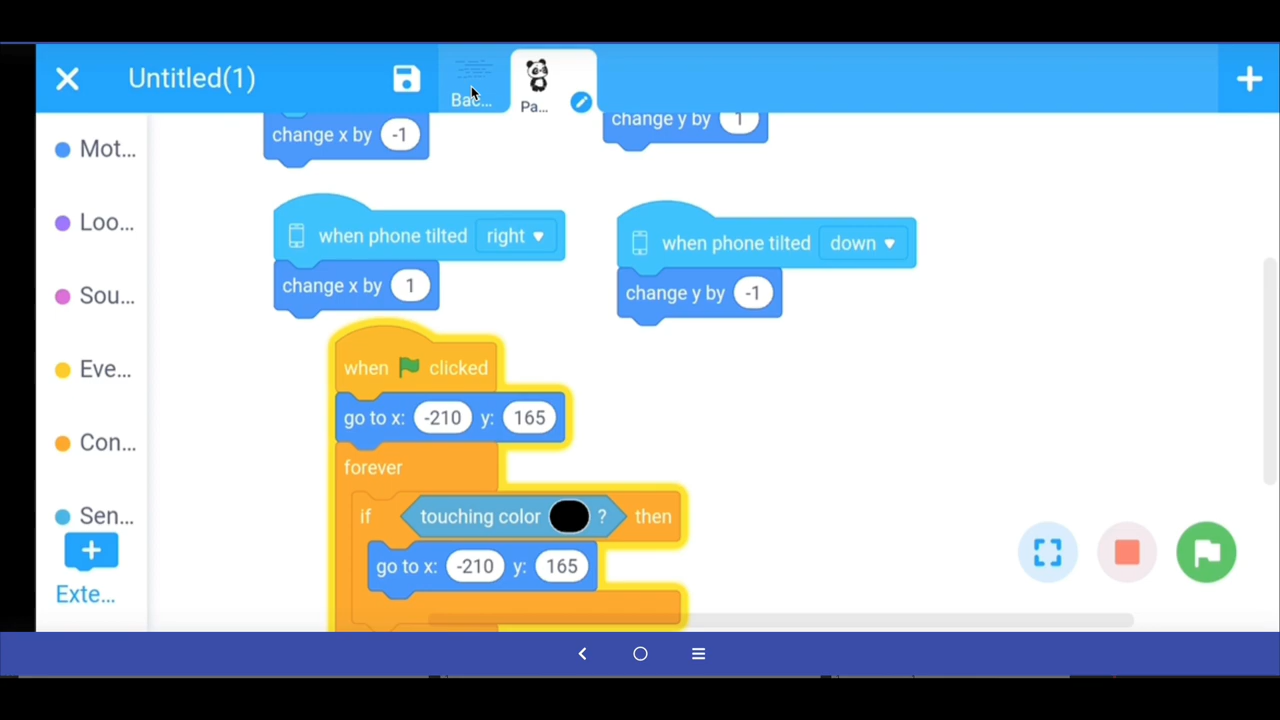 Untitled(1)
Bac...
Pa...
Mot...
Loo...
Sou...
Eve...
Con...
Sen...
Exte...
change x by -1
change y by 1
when phone tilted right
change x by 1
when phone tilted down
change y by -1
when clicked
go to x: -210 y: 165
forever
if touching color ? then
go to x: -210 y: 165